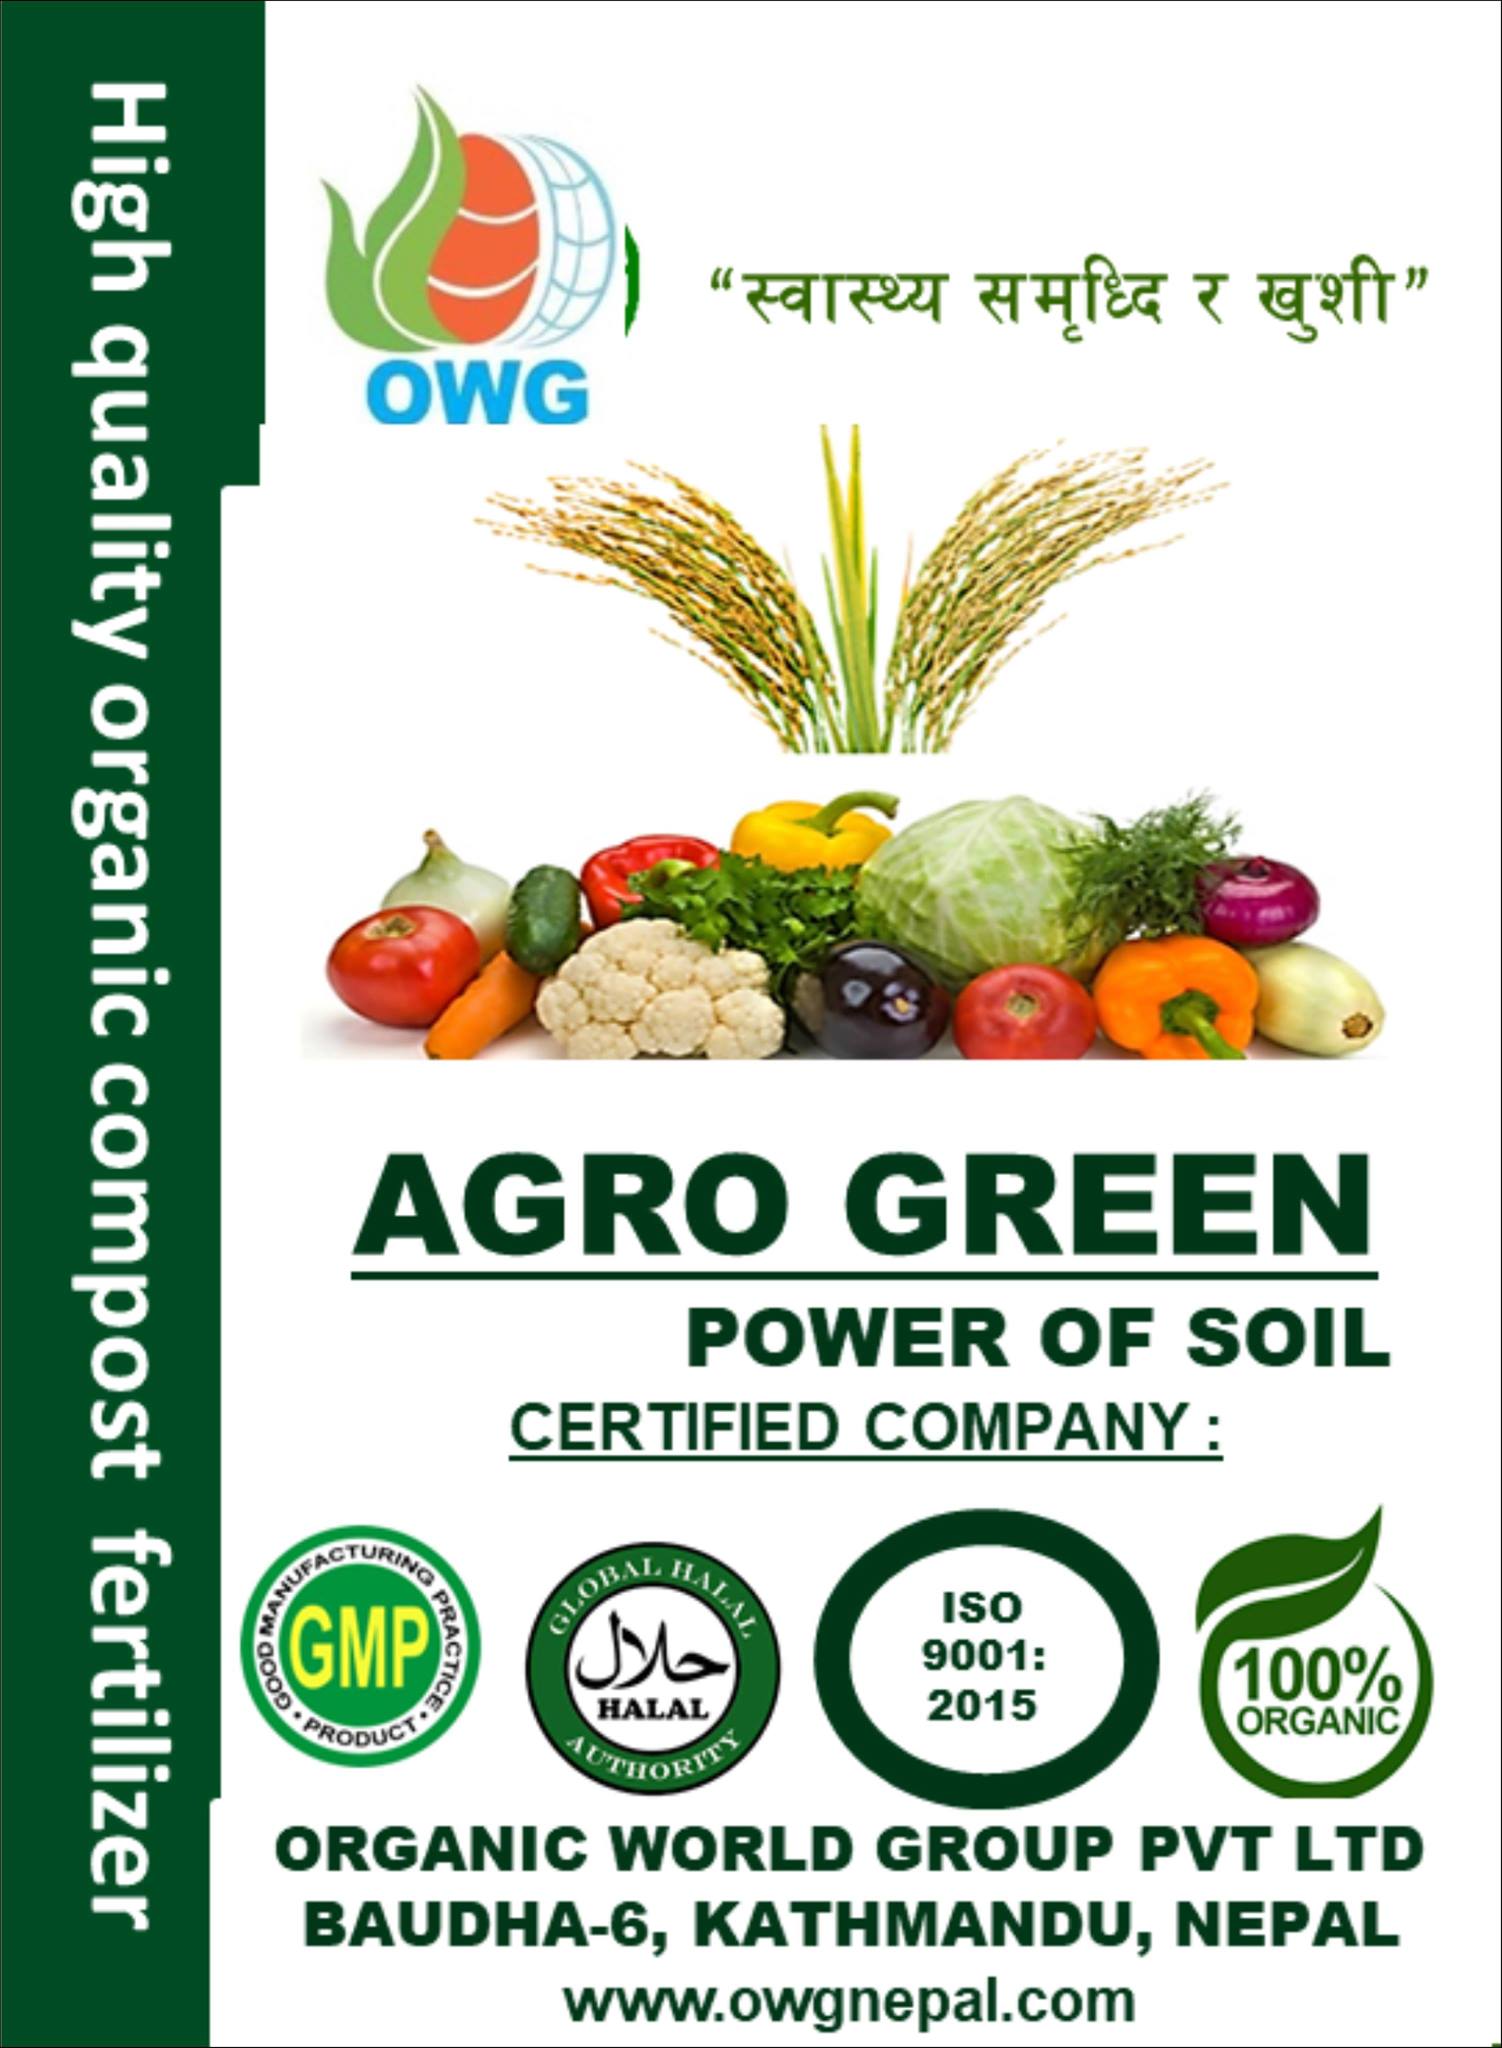 High quality organic compost fertilizer
OWG
“स्वास्थ्य समृध्दि र खुशी”
AGRO GREEN
POWER OF SOIL
CERTIFIED COMPANY :
GOOD MANUFACTURING PRACTICE
GMP
PRODUCT
GLOBAL HALAL
حلال
HALAL
AUTHORITY
ISO
9001:
2015
100%
ORGANIC
ORGANIC WORLD GROUP PVT LTD
BAUDHA-6, KATHMANDU, NEPAL
www.owgnepal.com